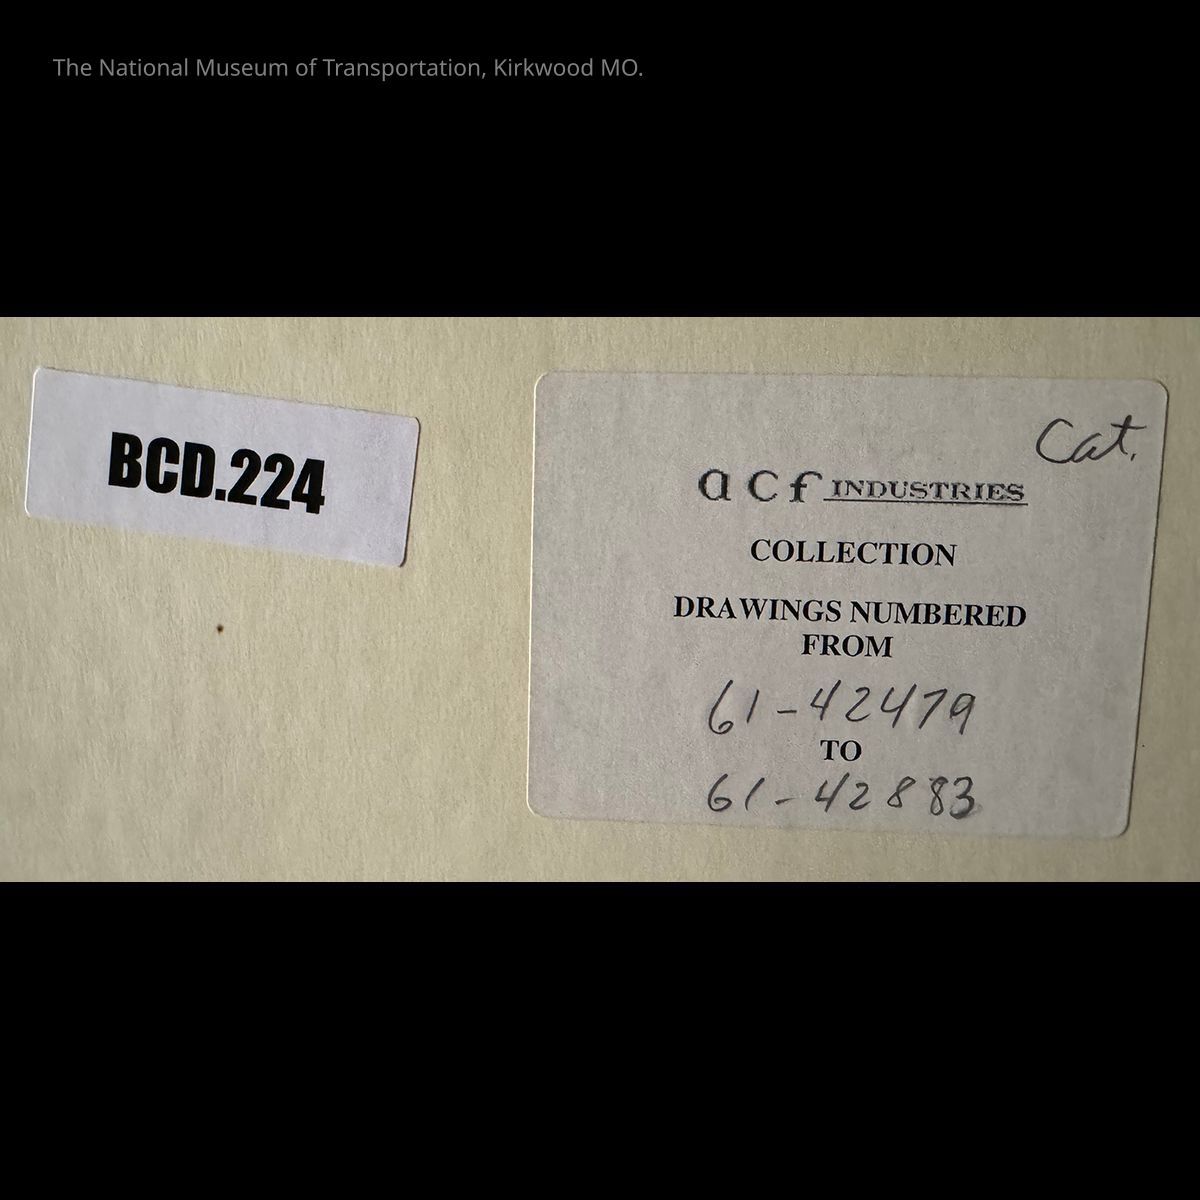 The National Museum of Transportation, Kirkwood MO.
BCD.224
Cat.
acf INDUSTRIES
COLLECTION
DRAWINGS NUMBERED
FROM
61-42479
TO
61-42883